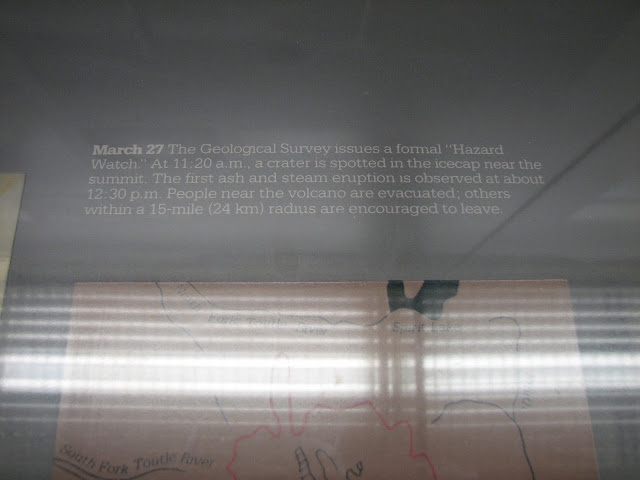 March 27 The Geological Survey issues a formal "Hazard
Watch." At 11:20 a.m., a crater is spotted in the icecap near the
summit. The first ash and steam eruption is observed at about
12:30 p.m. People near the volcano are evacuated; others
within a 15-mile (24 km) radius are encouraged to leave.
Spirit Lake
South Fork Toutle River